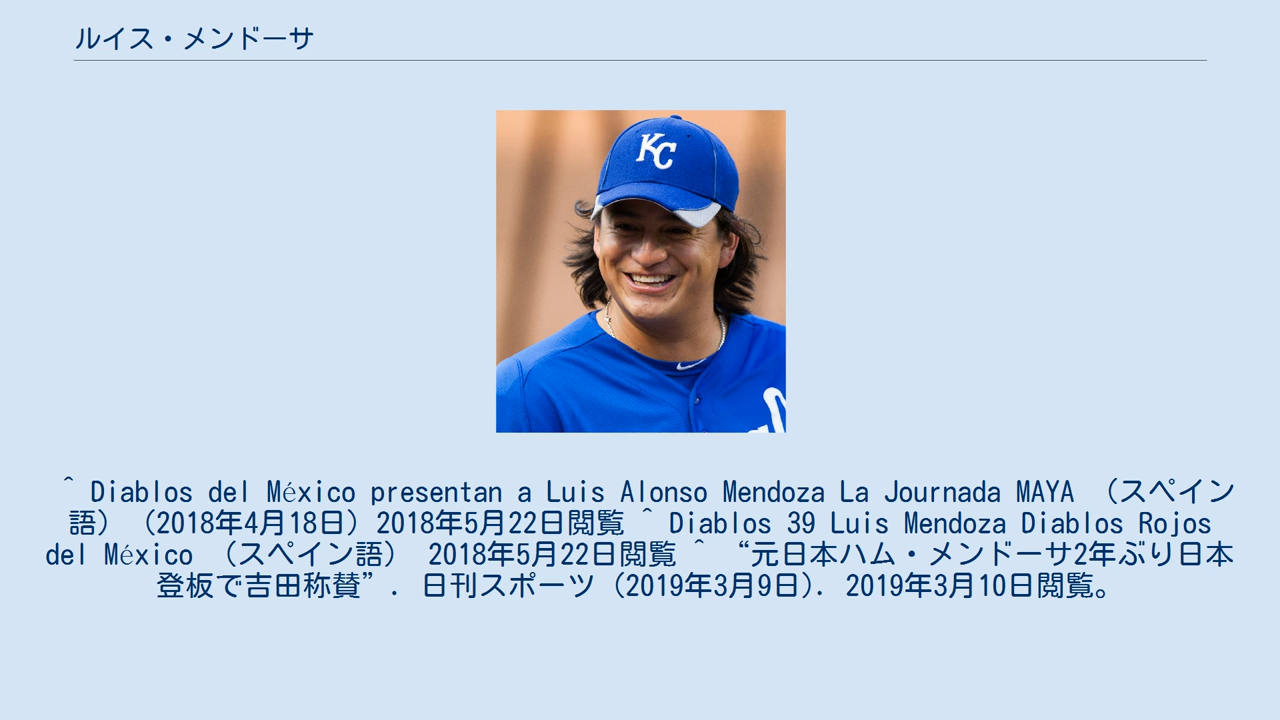 ルイス・メンドーサ
KC
^ Diablos del México presentan a Luis Alonso Mendoza La Journada MAYA （スペイン
語）（2018年4月18日）2018年5月22日閲覧 ^ Diablos 39 Luis Mendoza Diablos Rojos
del México （スペイン語） 2018年5月22日閲覧 ^ “元日本ハム・メンドーサ2年ぶり日本
登板で吉田称賛”. 日刊スポーツ (2019年3月9日). 2019年3月10日閲覧。